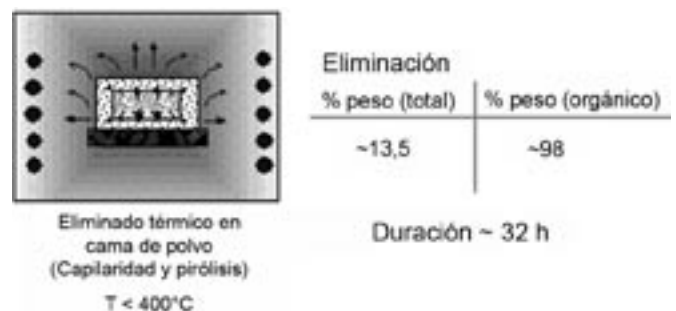 Eliminación
% peso (total) % peso (orgánico)
~13,5 ~98
Duración ~ 32 h
Eliminado térmico en
cama de polvo
(Capilaridad y pirólisis)
T < 400°C